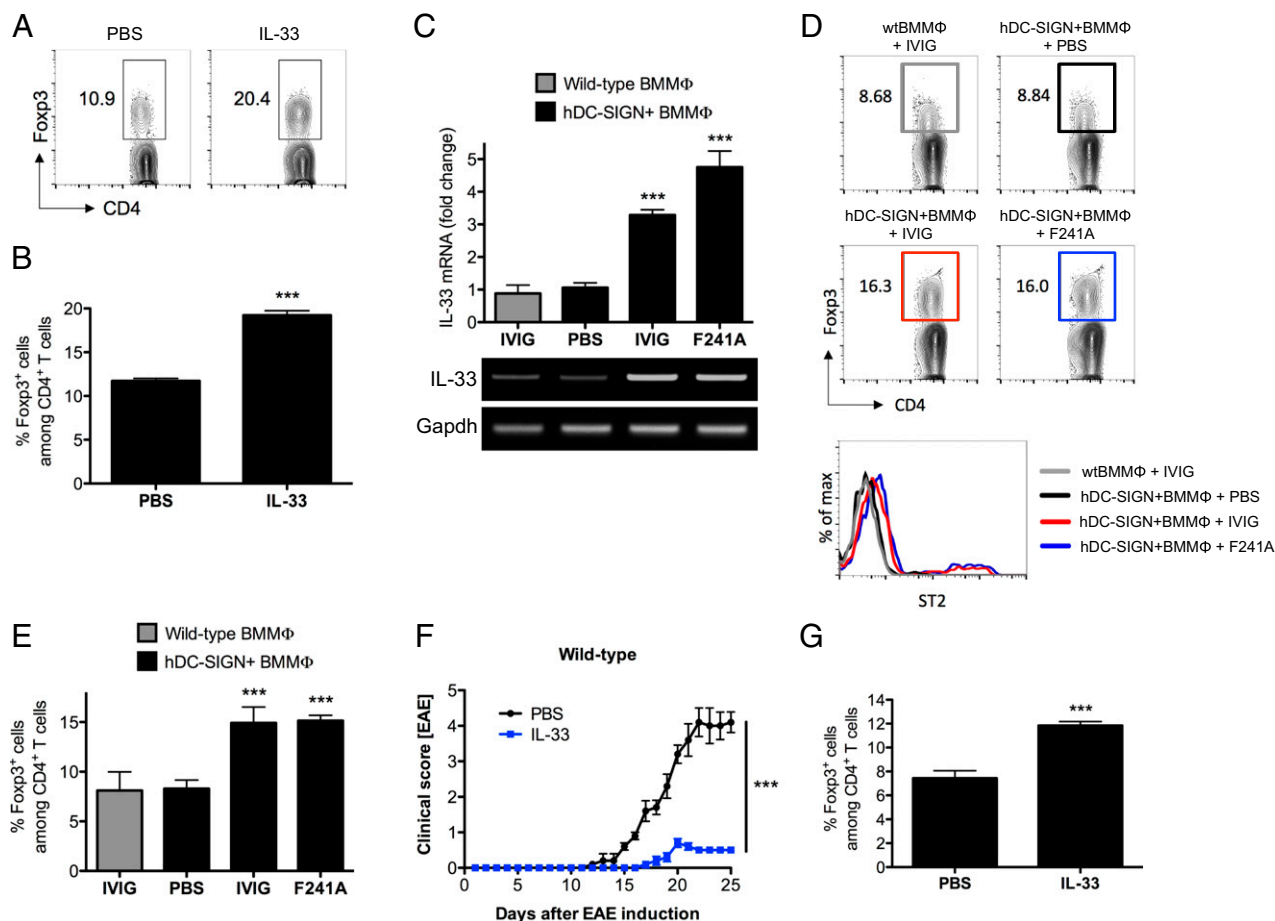 A
PBS
IL-33
10.9
20.4
Foxp3
CD4
B
% Foxp3⁺ cells
among CD4⁺ T cells
20
15
10
5
0
***
PBS
IL-33
C
Wild-type BMMΦ
hDC-SIGN+ BMMΦ
IL-33 mRNA (fold change)
5
4
3
2
1
0
***
***
IVIG
PBS
IVIG
F241A
IL-33
Gapdh
D
wtBMMΦ
+ IVIG
hDC-SIGN+BMMΦ
+ PBS
8.68
8.84
hDC-SIGN+BMMΦ
+ IVIG
hDC-SIGN+BMMΦ
+ F241A
16.3
16.0
Foxp3
CD4
% of max
ST2
wtBMMΦ + IVIG
hDC-SIGN+BMMΦ + PBS
hDC-SIGN+BMMΦ + IVIG
hDC-SIGN+BMMΦ + F241A
E
Wild-type BMMΦ
hDC-SIGN+ BMMΦ
% Foxp3⁺ cells
among CD4⁺ T cells
15
10
5
0
***
***
IVIG
PBS
IVIG
F241A
F
Wild-type
Clinical score [EAE]
5
4
3
2
1
0
PBS
IL-33
***
0
5
10
15
20
25
Days after EAE induction
G
% Foxp3⁺ cells
among CD4⁺ T cells
14
12
10
8
6
4
2
0
***
PBS
IL-33